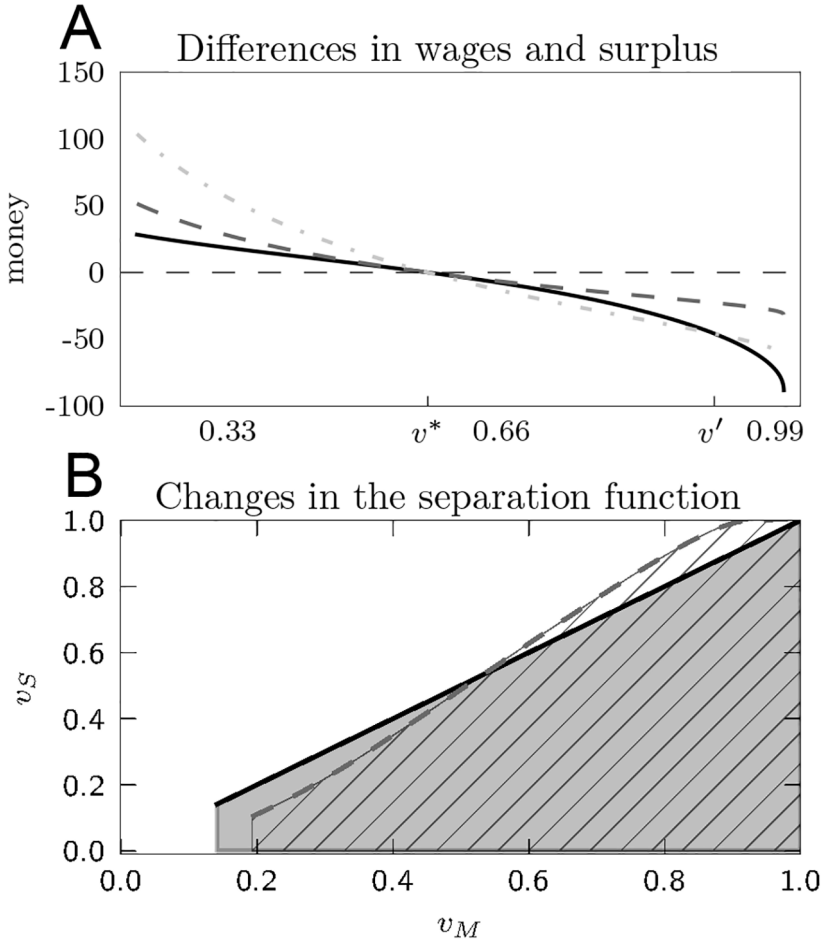 A
Differences in wages and surplus
150
100
50
0
-50
-100
money
0.33 v* 0.66 v′ 0.99
B
Changes in the separation function
1.0
0.8
0.6
0.4
0.2
0.0
v_S
0.0 0.2 0.4 0.6 0.8 1.0
v_M